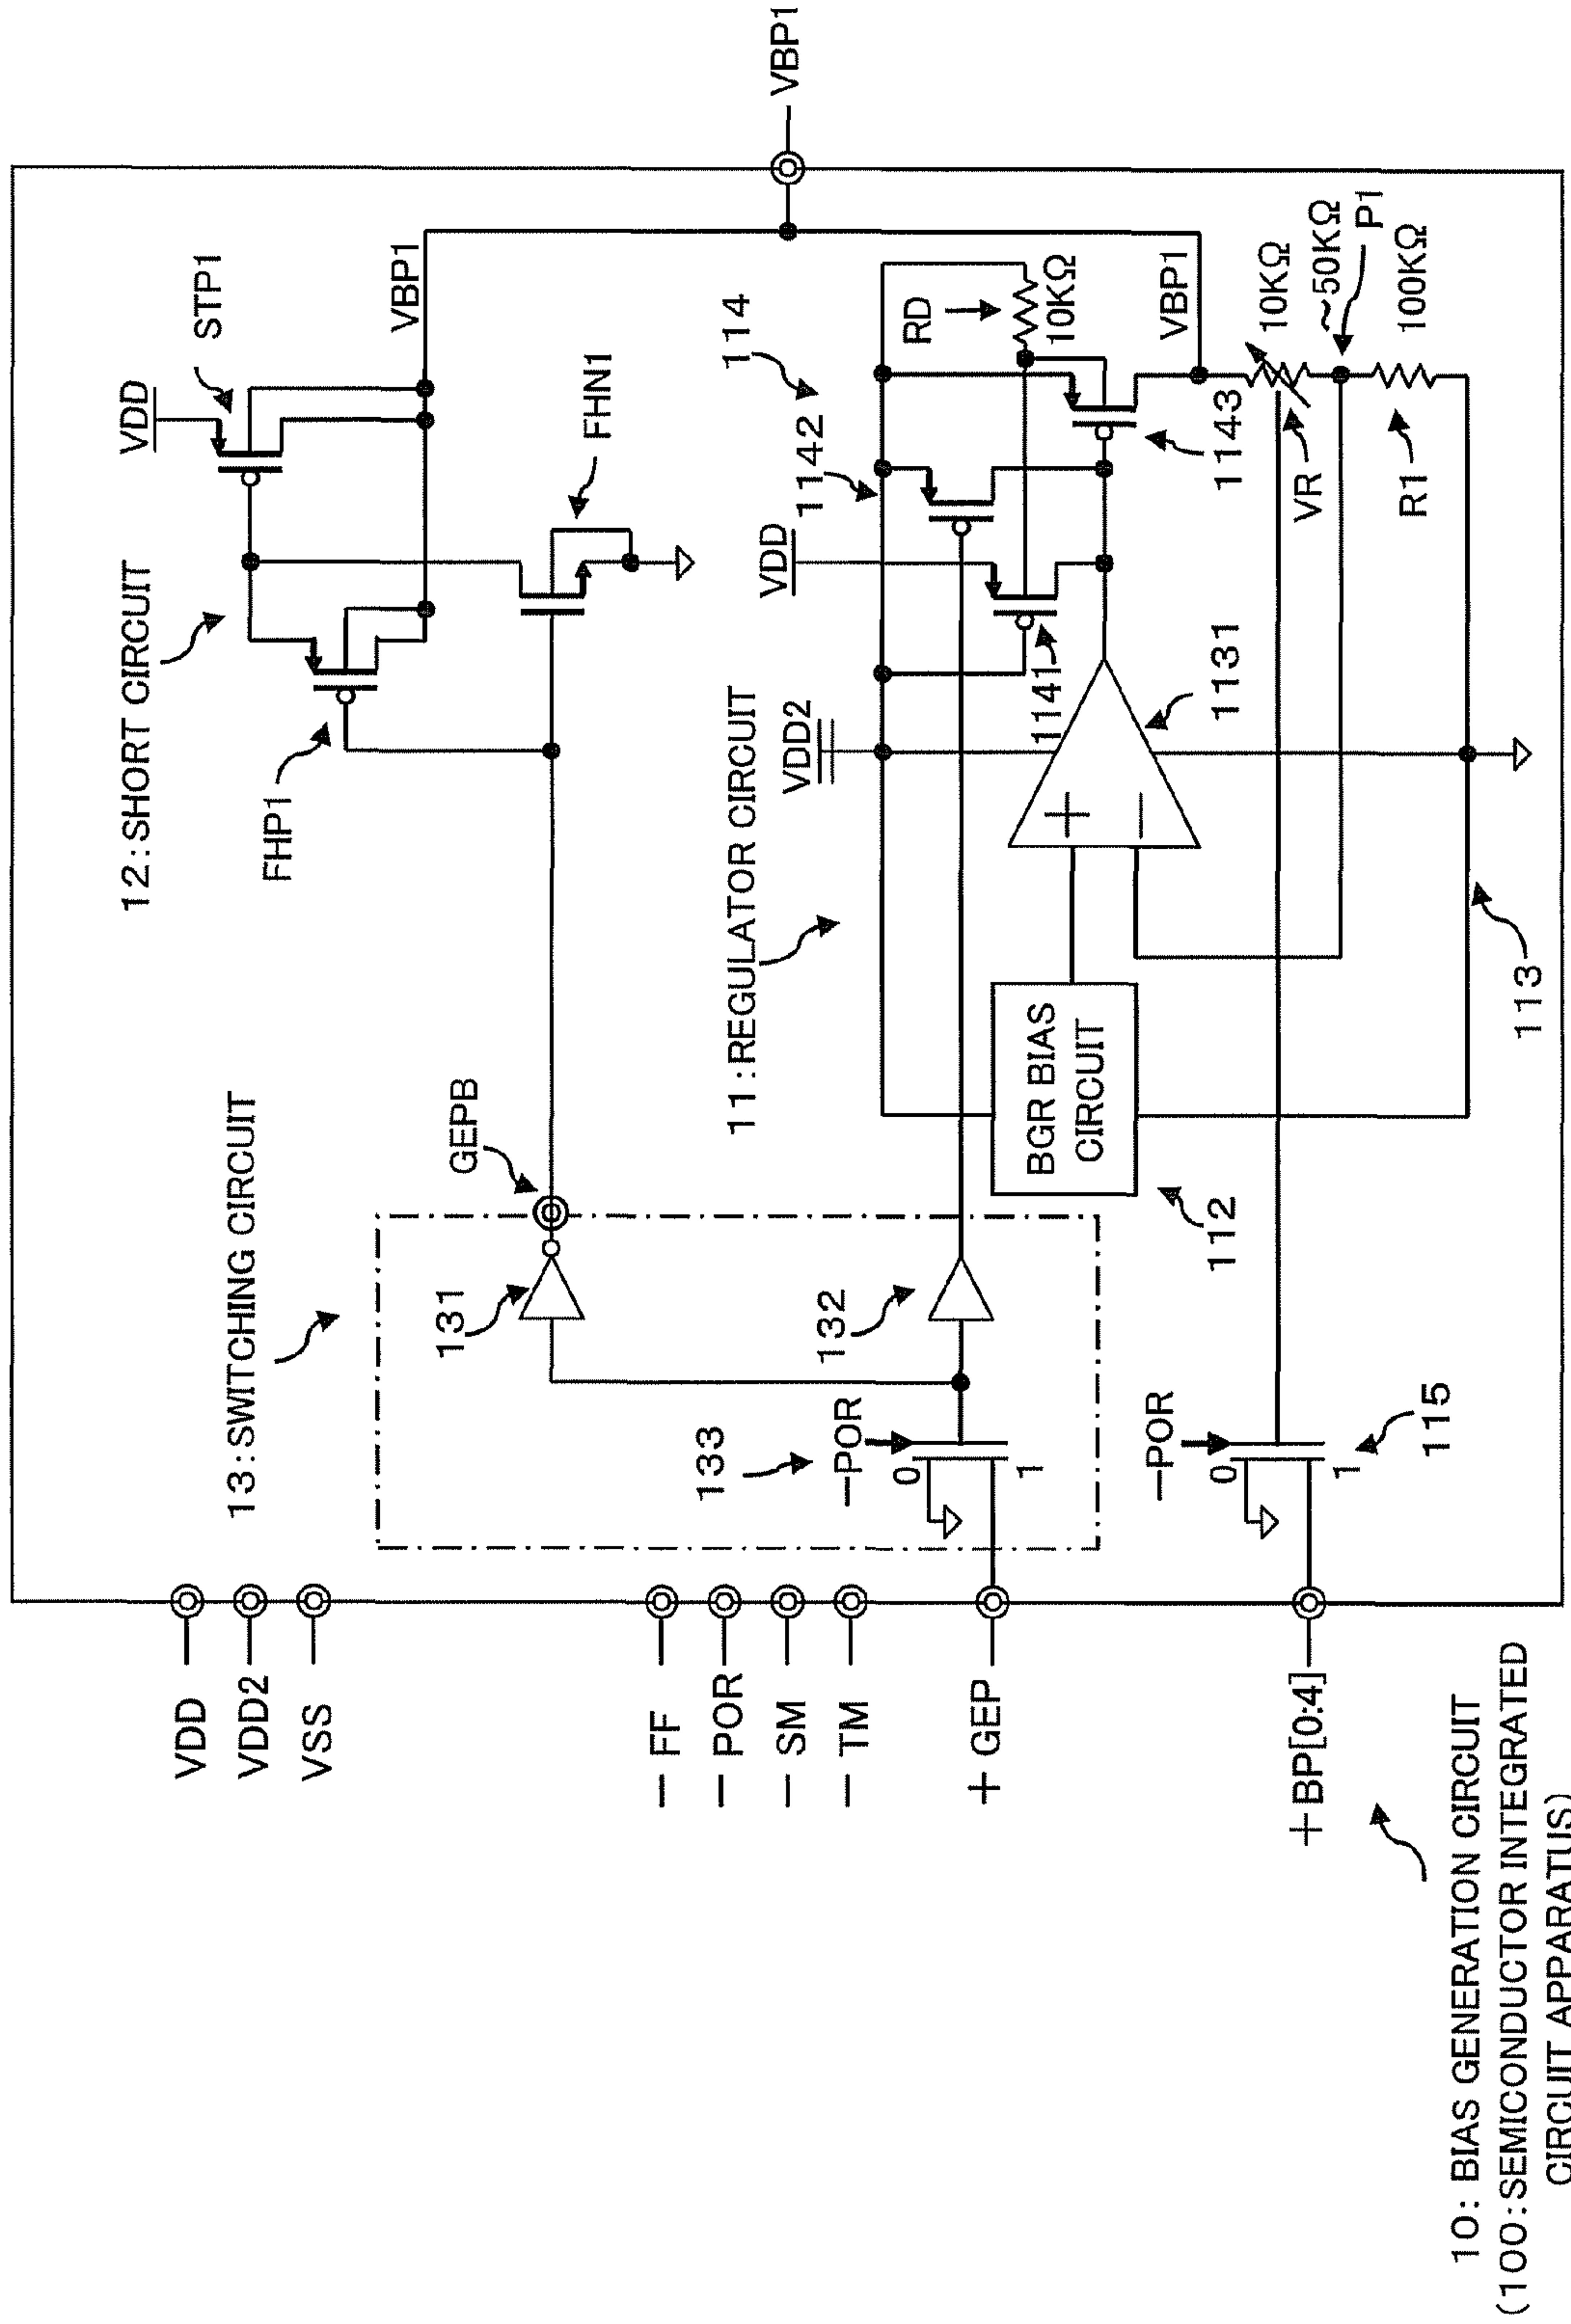 10: BIAS GENERATION CIRCUIT
(100:SEMICONDUCTOR INTEGRATED
CIRCUIT APPARATUS)
VDD
VDD2
VSS
−FF
−POR
−SM
−TM
+GEP
+BP[0:4]
13:SWITCHING CIRCUIT
131
132
133
−POR
0
1
GEPB
−POR
0
1
115
12:SHORT CIRCUIT
FHP1
VDD
STP1
FHN1
VBP1
VBP1
11:REGULATOR CIRCUIT
VDD2
VDD
1142
114
RD
10KΩ
1141
1131
+
−
BGR BIAS
CIRCUIT
112
113
1143
VBP1
VR
10KΩ
~50KΩ
P1
R1
100KΩ